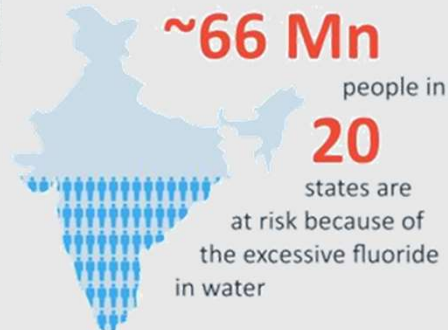 ~66 Mn
people in
20
states are
at risk because of
the excessive fluoride
in water